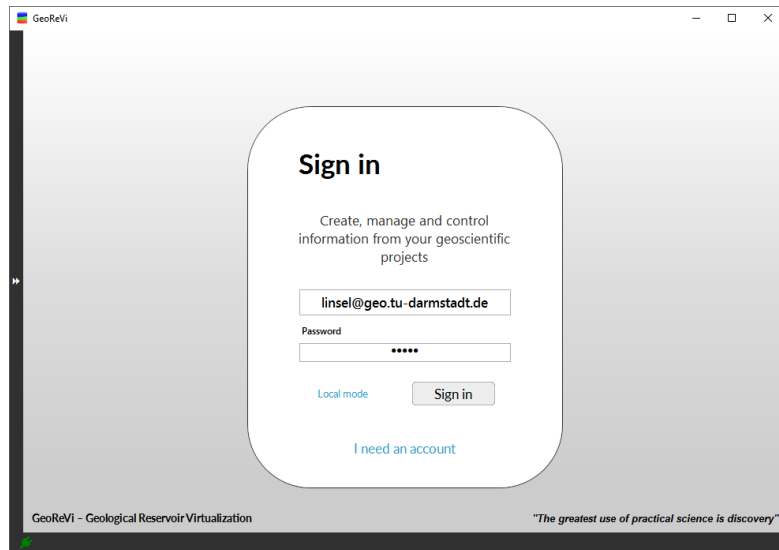 GeoReVi
Sign in
Create, manage and control
information from your geoscientific
projects
linsel@geo.tu-darmstadt.de
Password
•••••
Local mode
Sign in
I need an account
GeoReVi – Geological Reservoir Virtualization
"The greatest use of practical science is discovery"